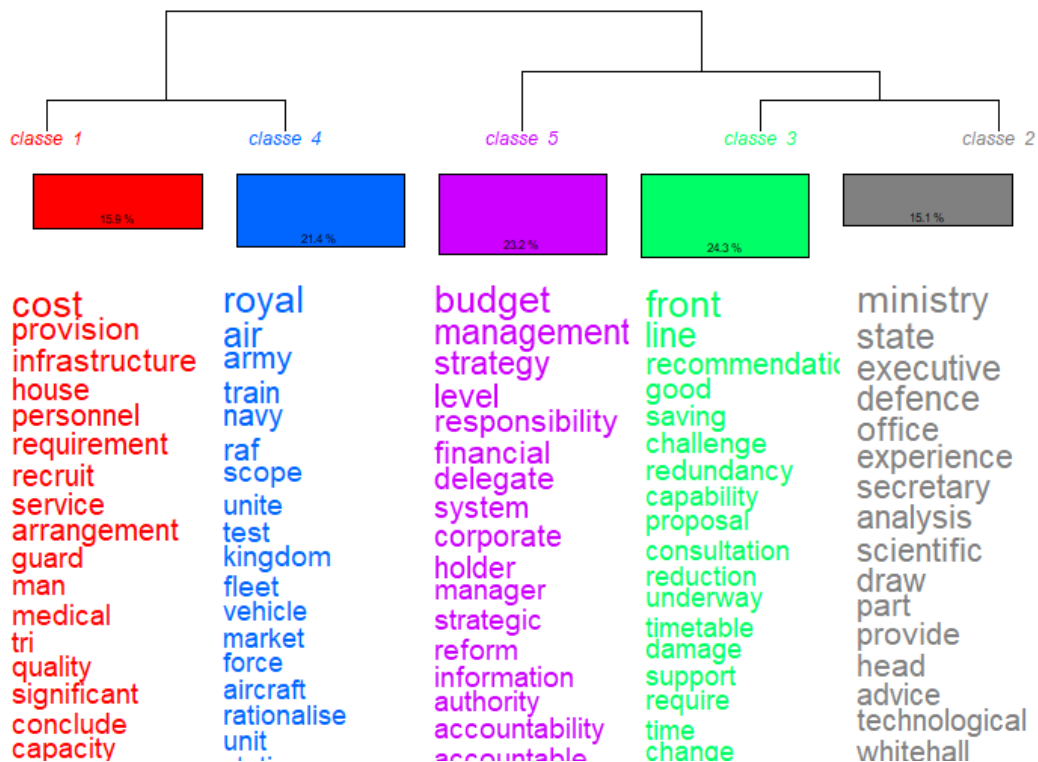 classe 1
classe 4
classe 5
classe 3
classe 2
15.9 %
21.4 %
23.2 %
24.3 %
15.1 %
cost
provision
infrastructure
house
personnel
requirement
recruit
service
arrangement
guard
man
medical
tri
quality
significant
conclude
capacity
royal
air
army
train
navy
raf
scope
unite
test
kingdom
fleet
vehicle
market
force
aircraft
rationalise
unit
budget
management
strategy
level
responsibility
financial
delegate
system
corporate
holder
manager
strategic
reform
information
authority
accountability
accountable
front
line
recommendatic
good
saving
challenge
redundancy
capability
proposal
consultation
reduction
underway
timetable
damage
support
require
time
change
ministry
state
executive
defence
office
experience
secretary
analysis
scientific
draw
part
provide
head
advice
technological
whitehall